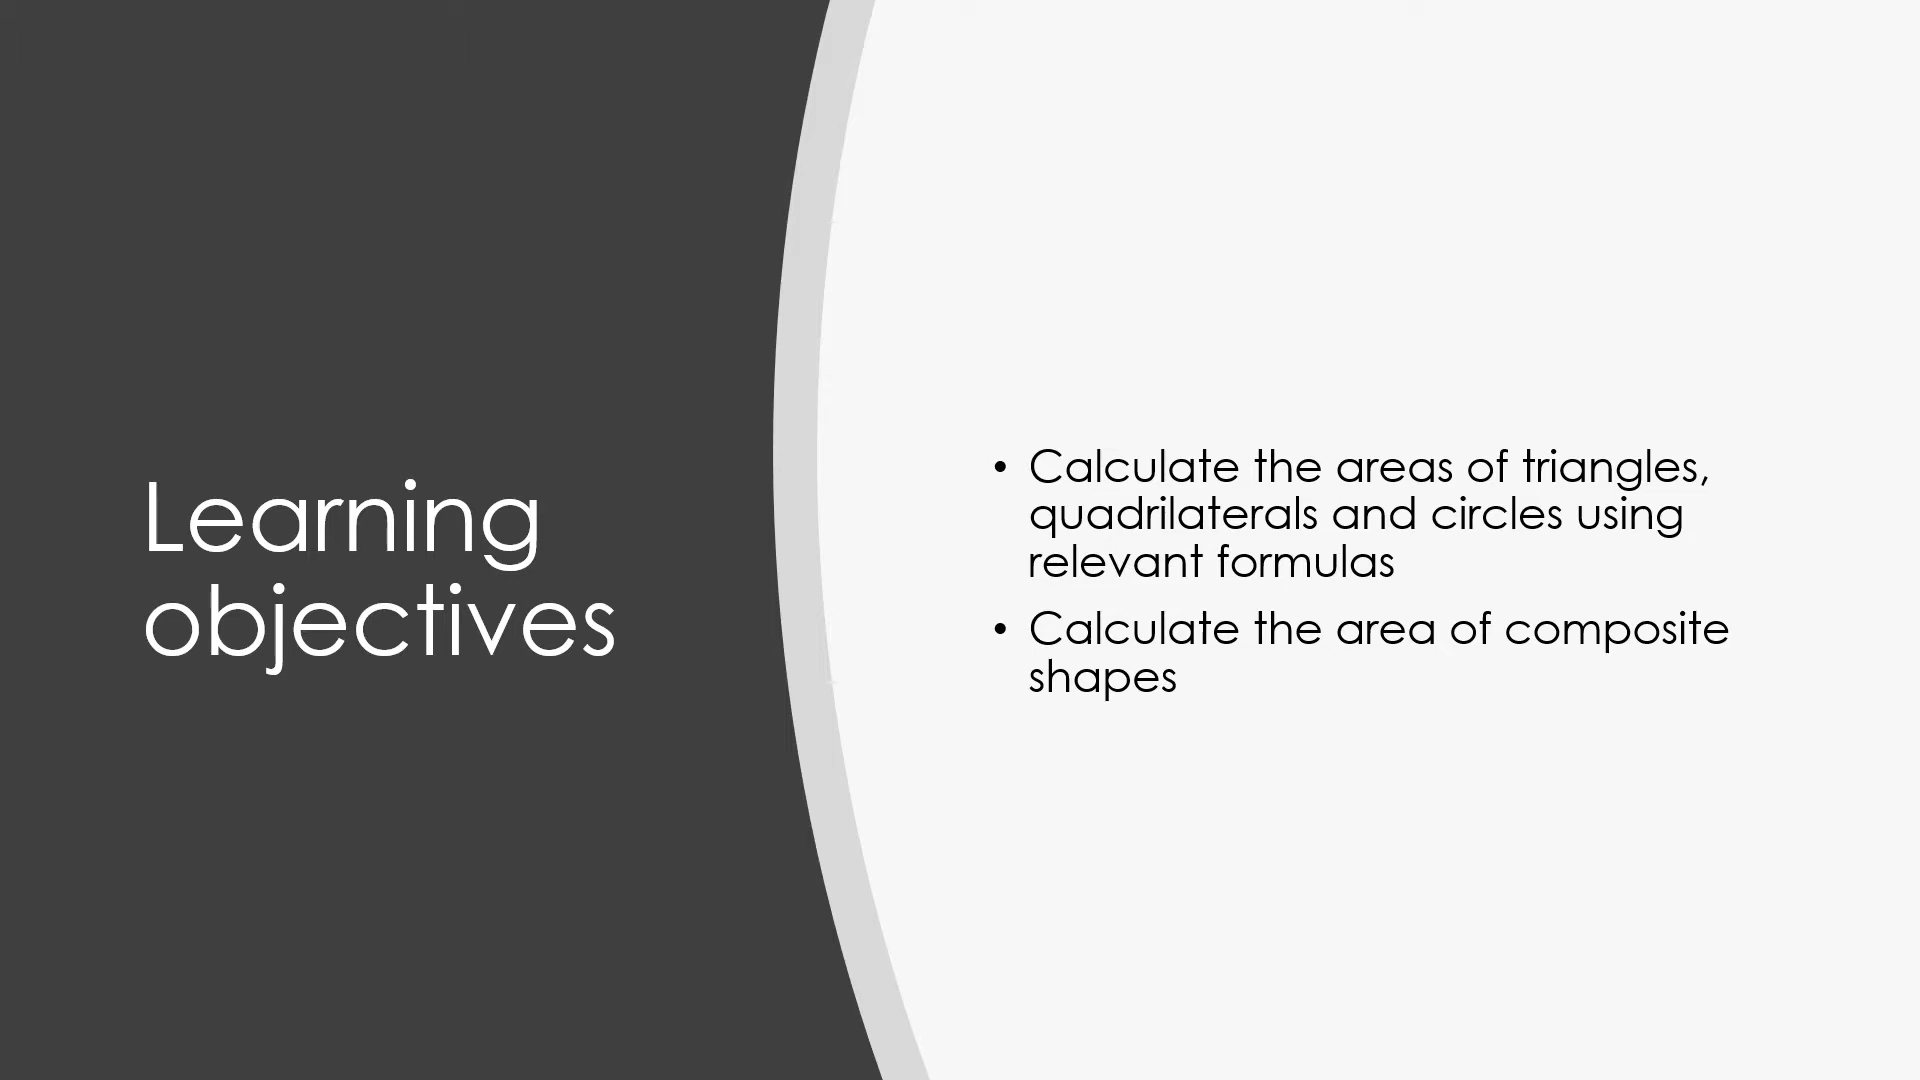 Learning
objectives
• Calculate the areas of triangles,
quadrilaterals and circles using
relevant formulas
• Calculate the area of composite
shapes